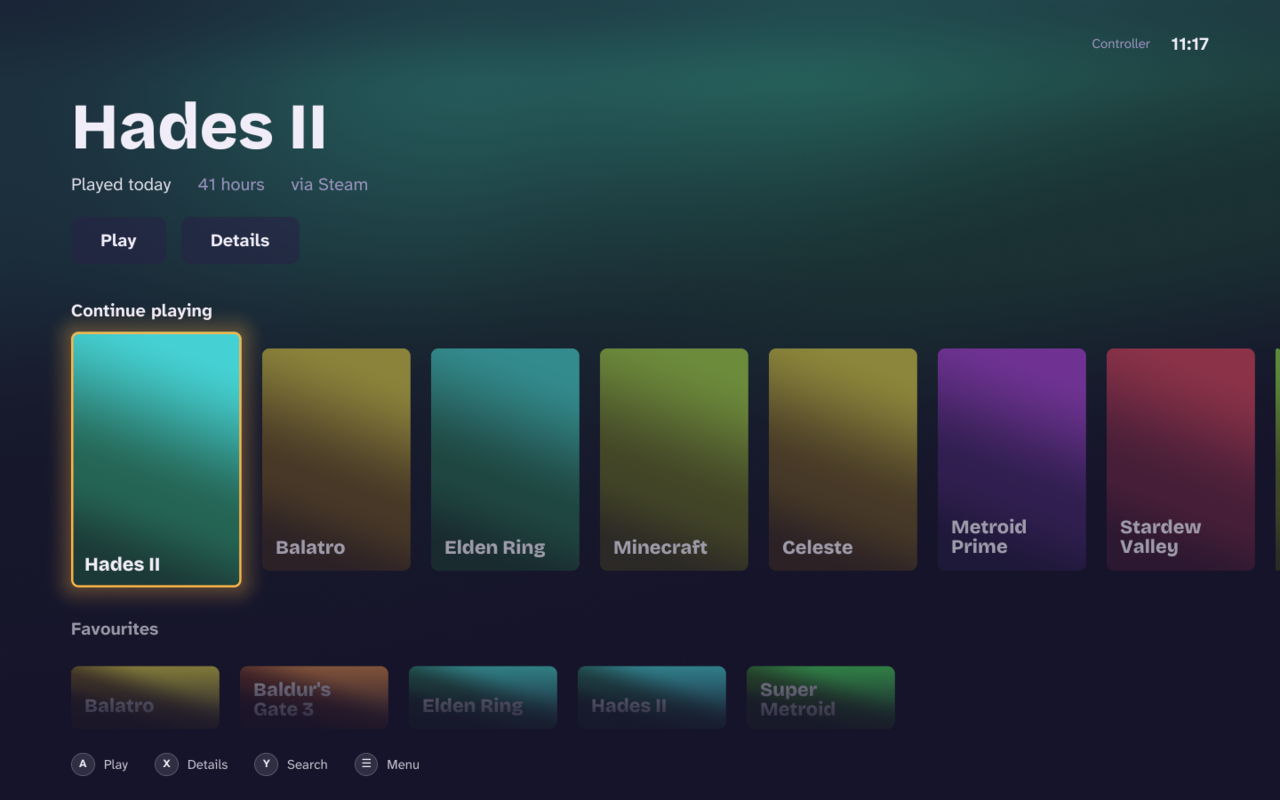 Controller 11:17
Hades II
Played today 41 hours via Steam
Play Details
Continue playing
Hades II
Balatro
Elden Ring
Minecraft
Celeste
Metroid
Prime
Stardew
Valley
Favourites
Balatro
Baldur's
Gate 3
Elden Ring
Hades II
Super
Metroid
A Play X Details Y Search ☰ Menu